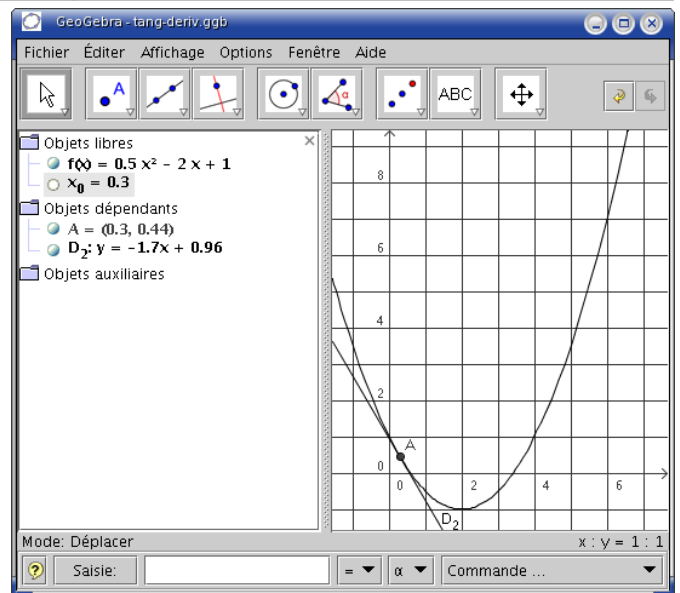 GeoGebra - tang-deriv.ggb
Fichier Éditer Affichage Options Fenêtre Aide
A α ABC
Objets libres
f(x) = 0.5 x² - 2 x + 1
x₀ = 0.3
Objets dépendants
A = (0.3, 0.44)
D₂: y = -1.7x + 0.96
Objets auxiliaires
8
6
4
2
0
A
0 2 4 6
D₂
Mode: Déplacer x : y = 1 : 1
? Saisie: = α Commande ...